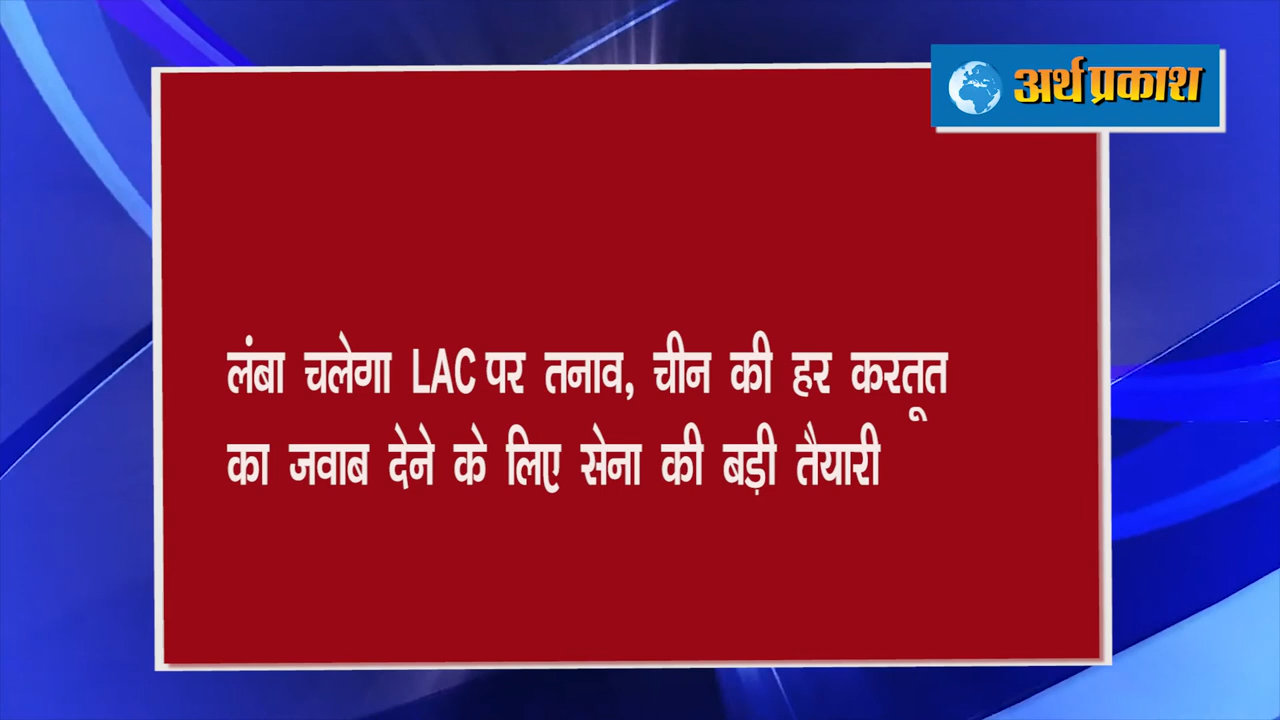 अर्थ प्रकाश
लंबा चलेगा LAC पर तनाव, चीन की हर करतूत
का जवाब देने के लिए सेना की बड़ी तैयारी